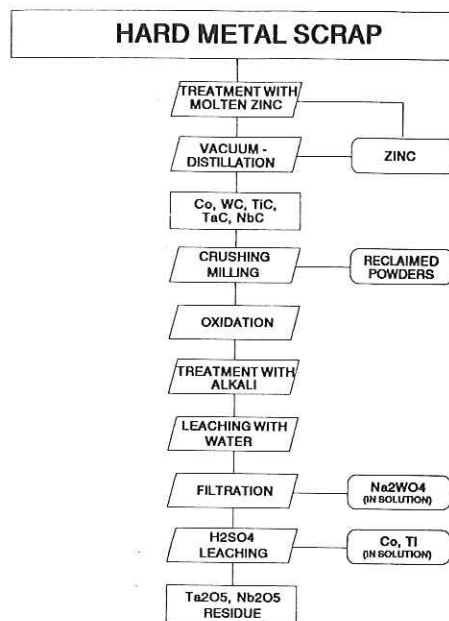 HARD METAL SCRAP
TREATMENT WITH
MOLTEN ZINC
VACUUM -
DISTILLATION
ZINC
Co, WC, TiC,
TaC, NbC
CRUSHING
MILLING
RECLAIMED
POWDERS
OXIDATION
TREATMENT WITH
ALKALI
LEACHING WITH
WATER
FILTRATION
Na2WO4
(IN SOLUTION)
H2SO4
LEACHING
Co, TI
(IN SOLUTION)
Ta2O5, Nb2O5
RESIDUE